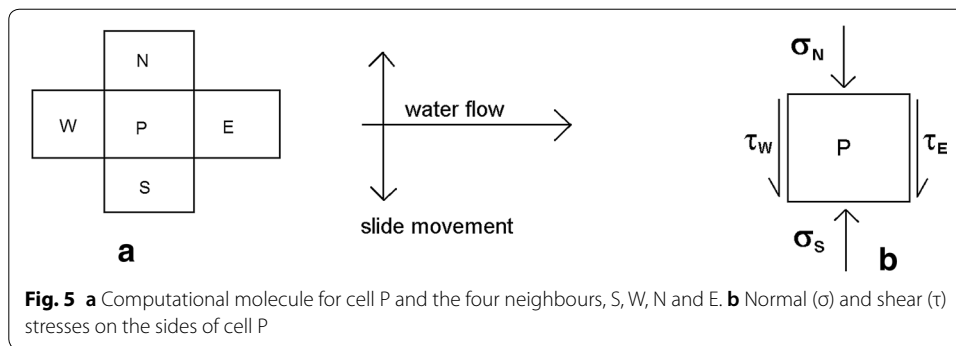 N
W P E
S
a
water flow
slide movement
σN
τW P τE
σS
b
Fig. 5 a Computational molecule for cell P and the four neighbours, S, W, N and E. b Normal (σ) and shear (τ)
stresses on the sides of cell P